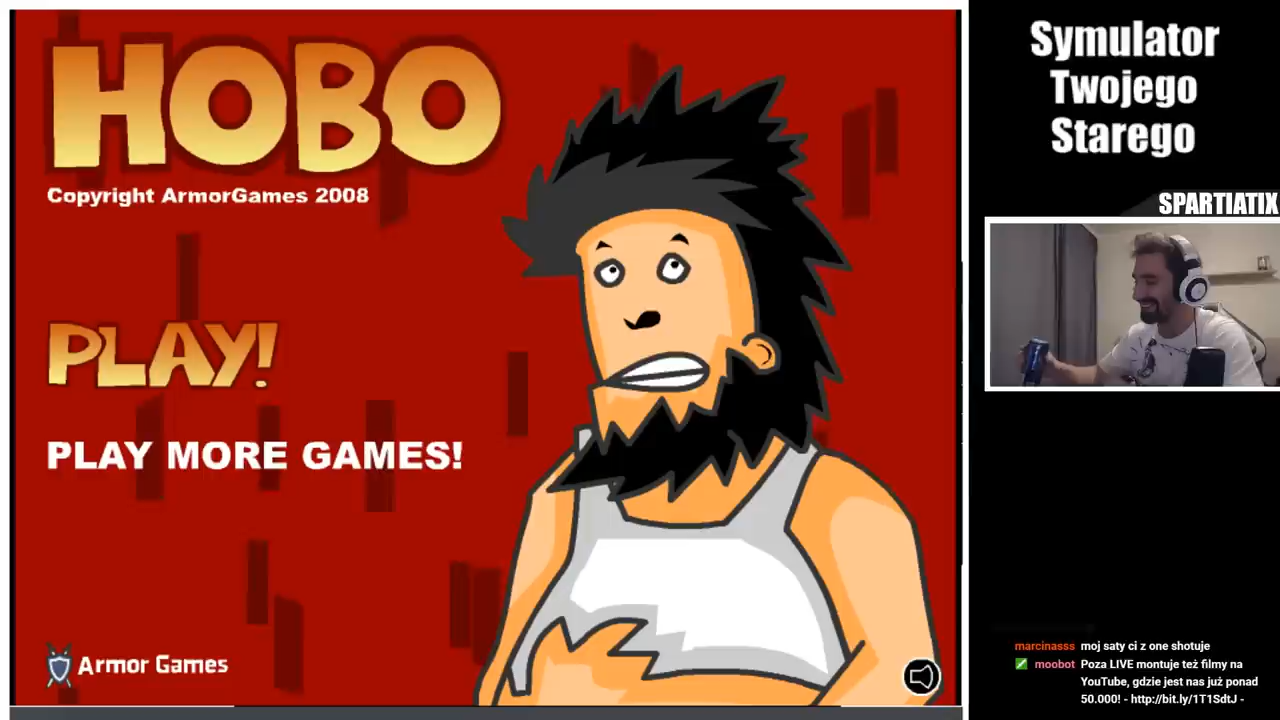 HOBO
Copyright ArmorGames 2008
PLAY!
PLAY MORE GAMES!
Armor Games
Symulator
Twojego
Starego
SPARTIATIX
marcinasss moj saty ci z one shotuje
moobot Poza LIVE montuje też filmy na
YouTube, gdzie jest nas już ponad
50.000! - http://bit.ly/1T1SdtJ -